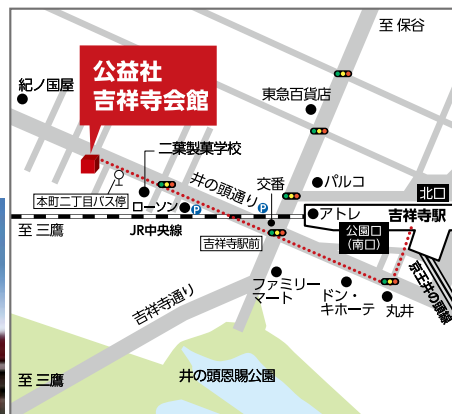 至 保谷
公益社
吉祥寺会館
紀ノ国屋
東急百貨店
二葉製菓学校
井の頭通り
交番
パルコ
北口
本町二丁目バス停
ローソン
P
P
アトレ
吉祥寺駅
至 三鷹
JR中央線
吉祥寺駅前
公園口
(南口)
京王井の頭線
ファミリー
マート
ドン・
キホーテ
丸井
吉祥寺通り
至 三鷹
井の頭恩賜公園